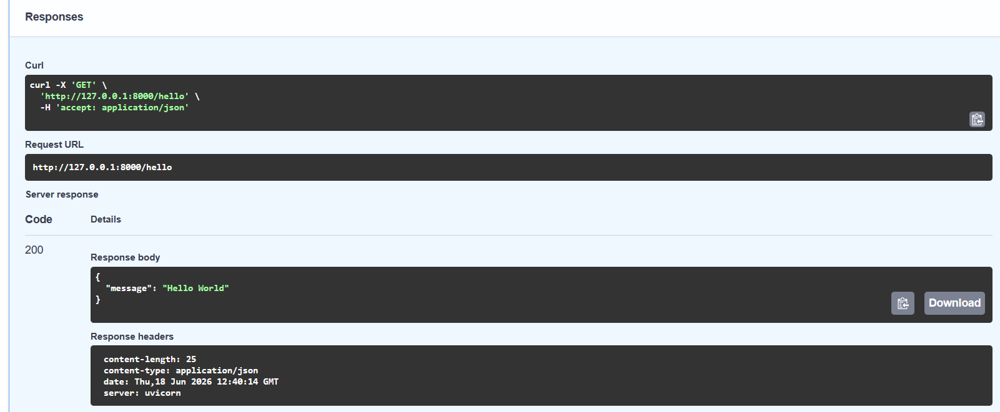 Responses
Curl
curl -X 'GET' \
  'http://127.0.0.1:8000/hello' \
  -H 'accept: application/json'
Request URL
http://127.0.0.1:8000/hello
Server response
Code Details
200
Response body
{
  "message": "Hello World"
}
Download
Response headers
content-length: 25
content-type: application/json
date: Thu,18 Jun 2026 12:40:14 GMT
server: uvicorn